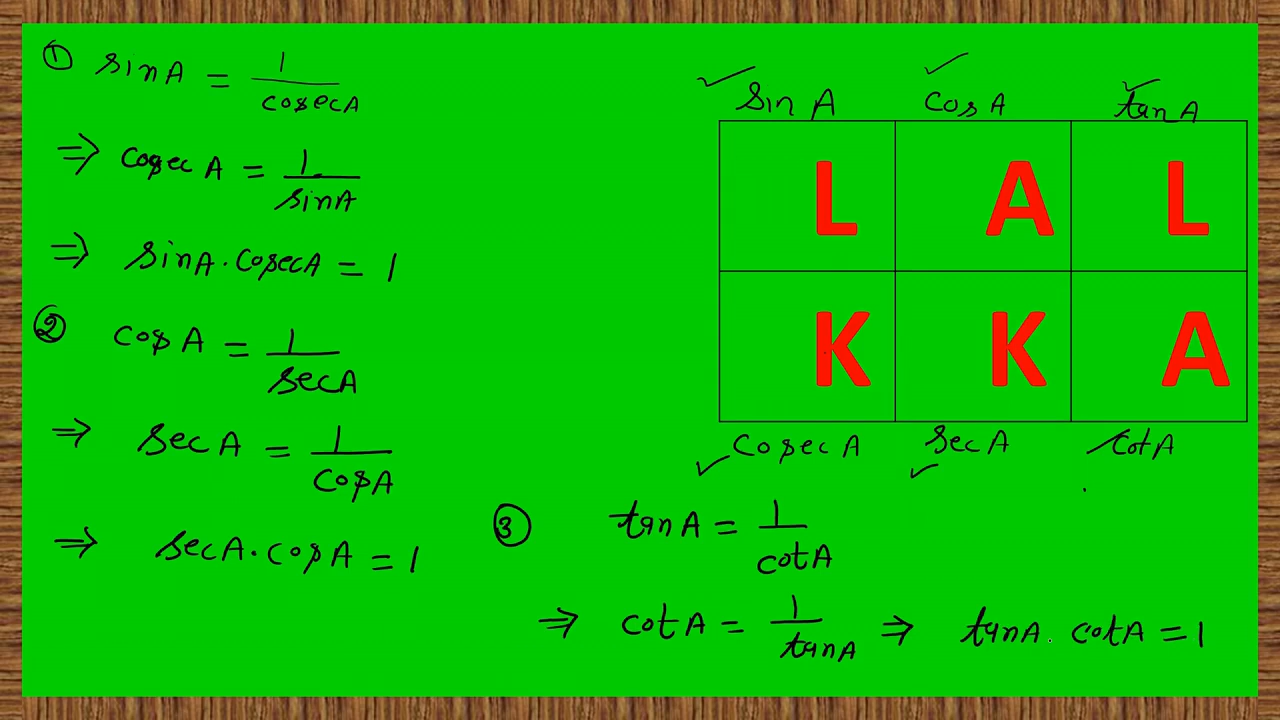 ① sinA = 1/cosecA
⇒ cosecA = 1/sinA
⇒ sinA.cosecA = 1
② cosA = 1/secA
⇒ secA = 1/cosA
⇒ secA.cosA = 1
sinA cosA tanA
L A L
K K A
cosecA secA cotA
③ tanA = 1/cotA
⇒ cotA = 1/tanA ⇒ tanA.cotA = 1